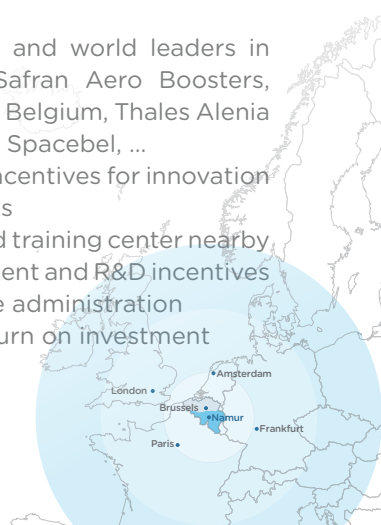 and world leaders in
Safran Aero Boosters,
Belgium, Thales Alenia
Spacebel, ...
ncentives for innovation
s
d training center nearby
ent and R&D incentives
e administration
urn on investment
Amsterdam
London
Brussels
Namur
Frankfurt
Paris